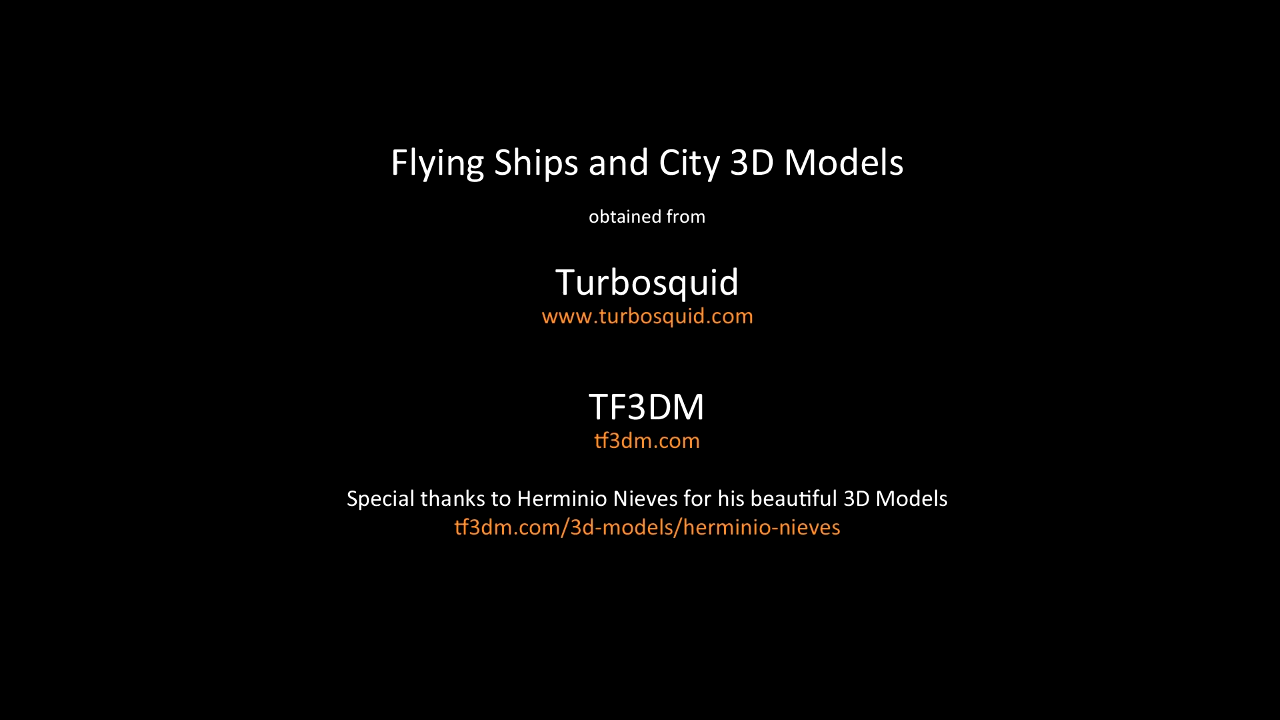 Flying Ships and City 3D Models
obtained from
Turbosquid
www.turbosquid.com
TF3DM
tf3dm.com
Special thanks to Herminio Nieves for his beautiful 3D Models
tf3dm.com/3d-models/herminio-nieves